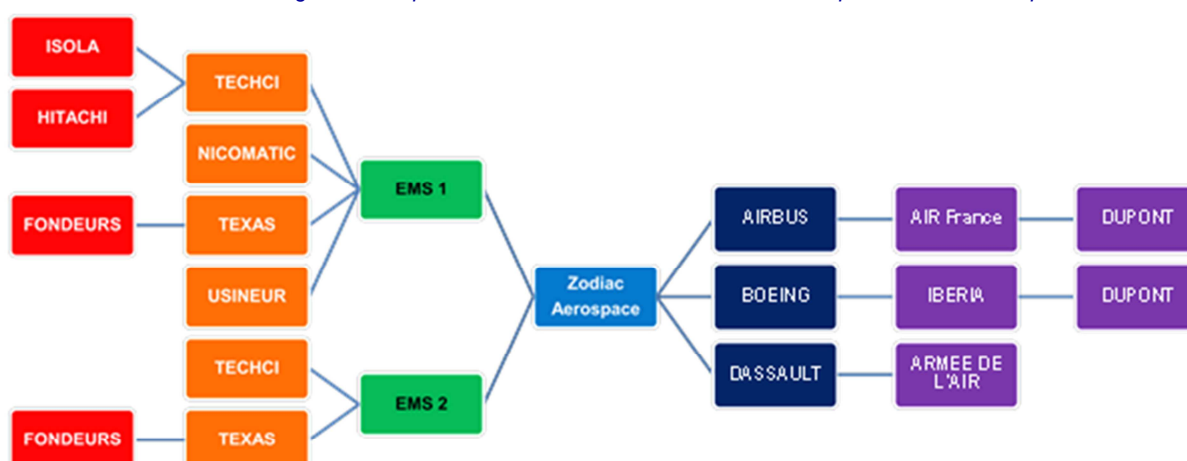 ISOLA
HITACHI
FONDEURS
FONDEURS
TECHCI
NICOMATIC
TEXAS
USINEUR
TECHCI
TEXAS
EMS 1
EMS 2
Zodiac
Aerospace
AIRBUS
BOEING
DASSAULT
AIR France
IBERIA
ARMEE DE
L'AIR
DUPONT
DUPONT